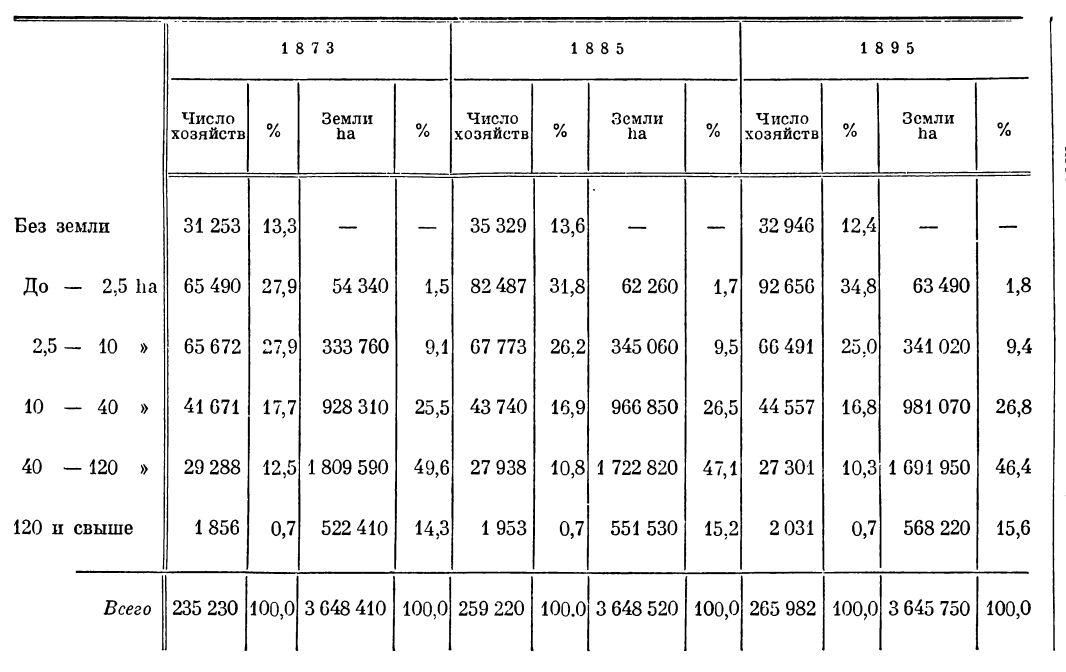 1873 1885 1895
Число хозяйств % Земли ha % Число хозяйств % Земли ha % Число хозяйств % Земли ha %
Без земли 31 253 13,3 — — 35 329 13,6 — — 32 946 12,4 — —
До — 2,5 ha 65 490 27,9 54 340 1,5 82 487 31,8 62 260 1,7 92 656 34,8 63 490 1,8
2,5 — 10 » 65 672 27,9 333 760 9,1 67 773 26,2 345 060 9,5 66 491 25,0 341 020 9,4
10 — 40 » 41 671 17,7 928 310 25,5 43 740 16,9 966 850 26,5 44 557 16,8 981 070 26,8
40 — 120 » 29 288 12,5 1 809 590 49,6 27 938 10,8 1 722 820 47,1 27 301 10,3 1 691 950 46,4
120 и свыше 1 856 0,7 522 410 14,3 1 953 0,7 551 530 15,2 2 031 0,7 568 220 15,6
Всего 235 230 100,0 3 648 410 100,0 259 220 100.0 3 648 520 100,0 265 982 100,0 3 645 750 100,0